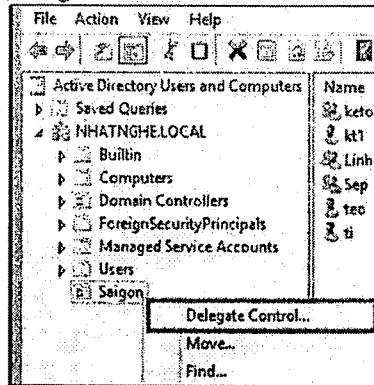 File Action View Help
Active Directory Users and Computers
Saved Queries
NHATNGHE.LOCAL
Builtin
Computers
Domain Controllers
ForeignSecurityPrincipals
Managed Service Accounts
Users
Saigon
Name
keto
kt1
Linh
Sep
teo
ti
Delegate Control...
Move...
Find...